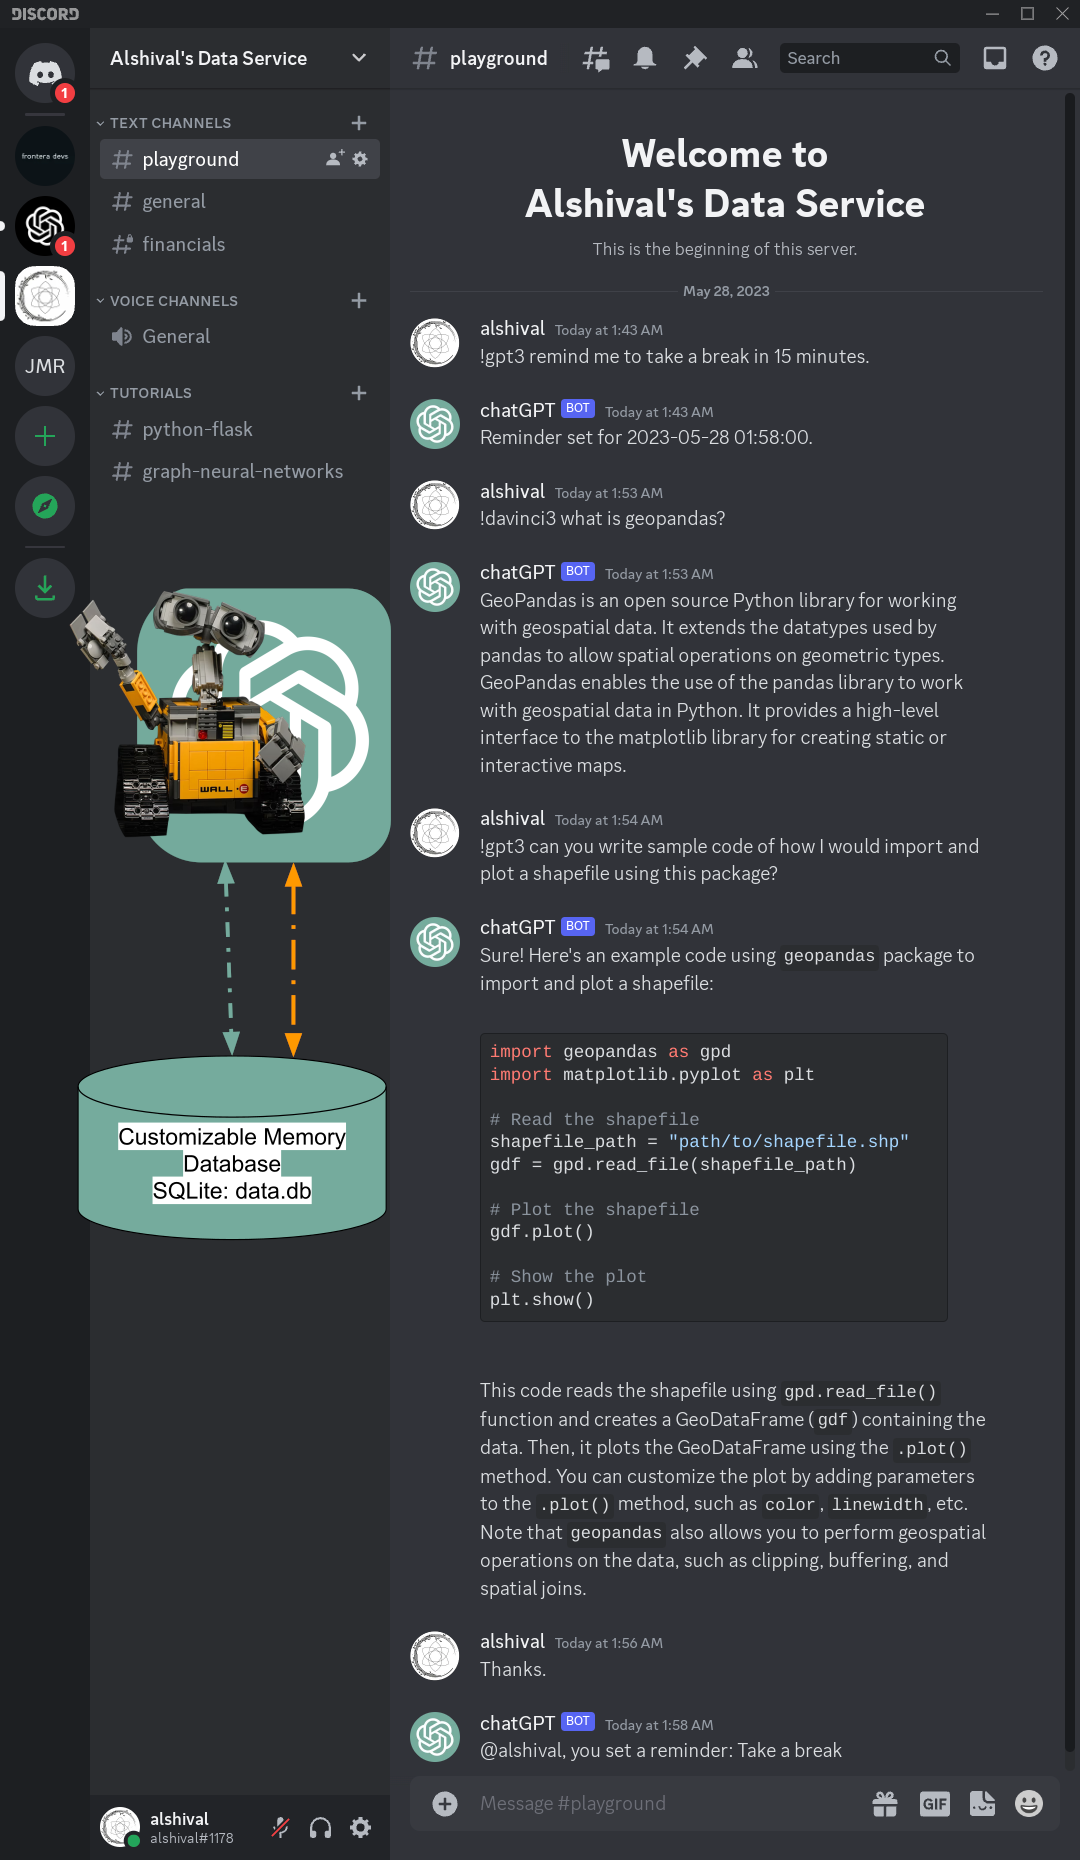 DISCORD
Alshival's Data Service
playground
Search
1
frontera devs
1
JMR
TEXT CHANNELS
playground
general
financials
VOICE CHANNELS
General
TUTORIALS
python-flask
graph-neural-networks
WALL·E
Customizable Memory
Database
SQLite: data.db
alshival
alshival#1178
Welcome to
Alshival's Data Service
This is the beginning of this server.
May 28, 2023
alshival Today at 1:43 AM
!gpt3 remind me to take a break in 15 minutes.
chatGPT BOT Today at 1:43 AM
Reminder set for 2023-05-28 01:58:00.
alshival Today at 1:53 AM
!davinci3 what is geopandas?
chatGPT BOT Today at 1:53 AM
GeoPandas is an open source Python library for working
with geospatial data. It extends the datatypes used by
pandas to allow spatial operations on geometric types.
GeoPandas enables the use of the pandas library to work
with geospatial data in Python. It provides a high-level
interface to the matplotlib library for creating static or
interactive maps.
alshival Today at 1:54 AM
!gpt3 can you write sample code of how I would import and
plot a shapefile using this package?
chatGPT BOT Today at 1:54 AM
Sure! Here's an example code using geopandas package to
import and plot a shapefile:
import geopandas as gpd
import matplotlib.pyplot as plt
# Read the shapefile
shapefile_path = "path/to/shapefile.shp"
gdf = gpd.read_file(shapefile_path)
# Plot the shapefile
gdf.plot()
# Show the plot
plt.show()
This code reads the shapefile using gpd.read_file()
function and creates a GeoDataFrame (gdf) containing the
data. Then, it plots the GeoDataFrame using the .plot()
method. You can customize the plot by adding parameters
to the .plot() method, such as color, linewidth, etc.
Note that geopandas also allows you to perform geospatial
operations on the data, such as clipping, buffering, and
spatial joins.
alshival Today at 1:56 AM
Thanks.
chatGPT BOT Today at 1:58 AM
@alshival, you set a reminder: Take a break
Message #playground
GIF